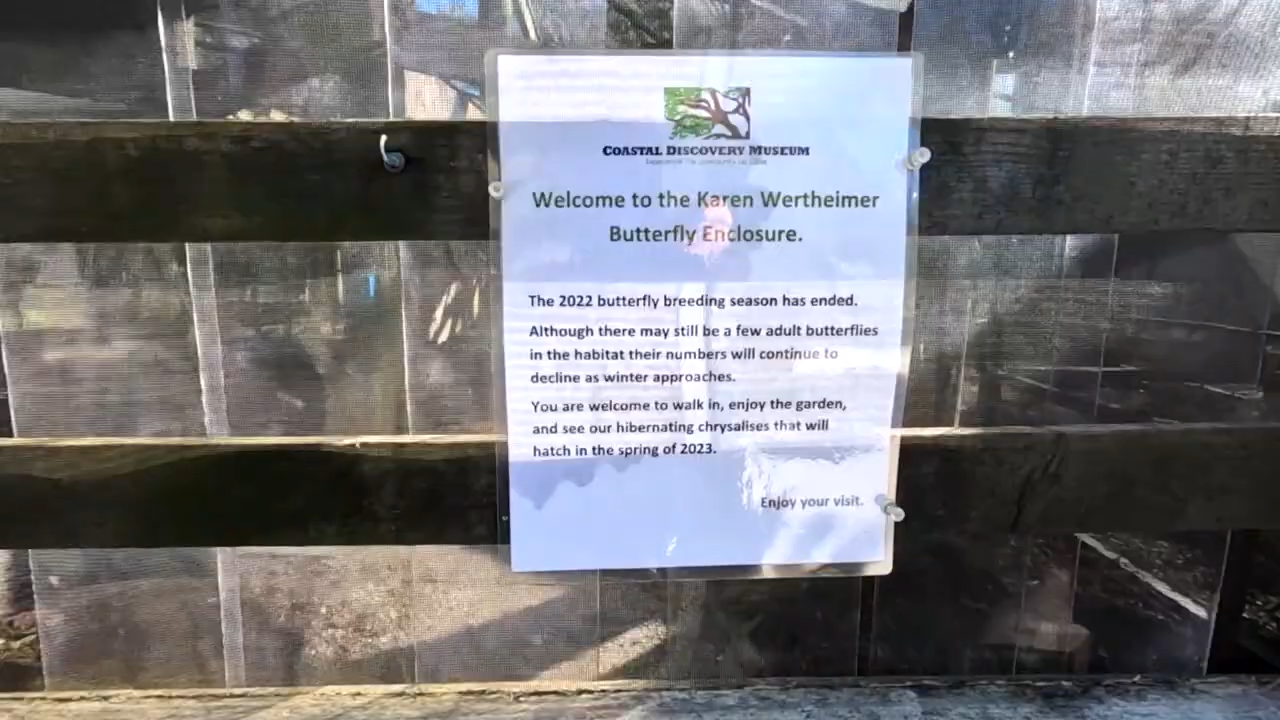 COASTAL DISCOVERY MUSEUM
Welcome to the Karen Wertheimer
Butterfly Enclosure.
The 2022 butterfly breeding season has ended.
Although there may still be a few adult butterflies
in the habitat their numbers will continue to
decline as winter approaches.
You are welcome to walk in, enjoy the garden,
and see our hibernating chrysalises that will
hatch in the spring of 2023.
Enjoy your visit.